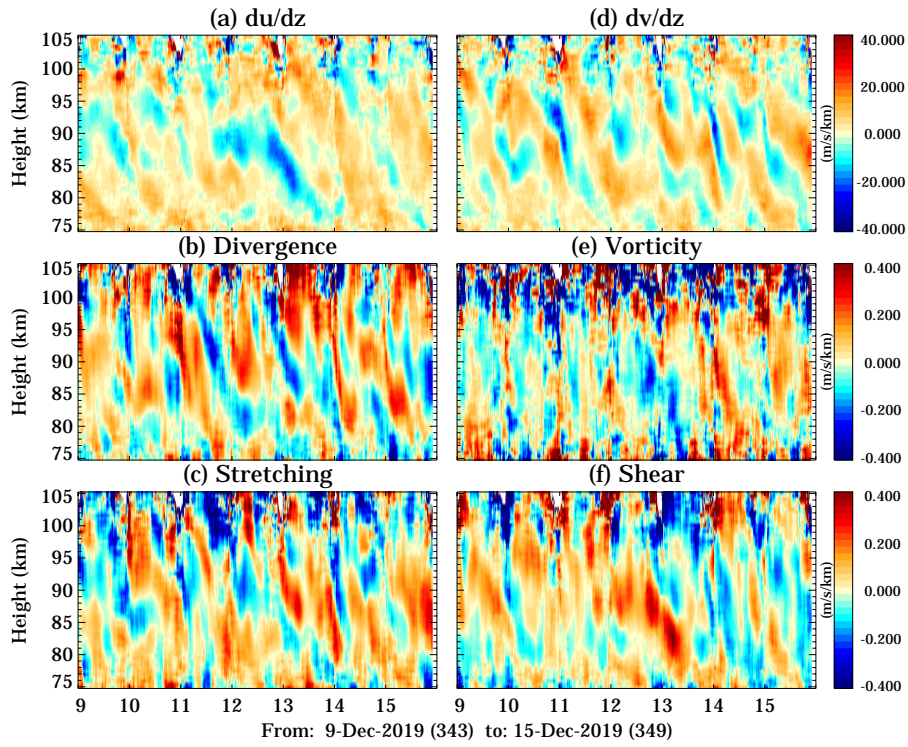 (a) du/dz
(d) dv/dz
105
100
95
90
85
80
75
Height (km)
40.000
20.000
0.000
-20.000
-40.000
(m/s/km)
(b) Divergence
(e) Vorticity
105
100
95
90
85
80
75
Height (km)
0.400
0.200
0.000
-0.200
-0.400
(m/s/km)
(c) Stretching
(f) Shear
105
100
95
90
85
80
75
Height (km)
0.400
0.200
0.000
-0.200
-0.400
(m/s/km)
9 10 11 12 13 14 15
9 10 11 12 13 14 15
From: 9-Dec-2019 (343) to: 15-Dec-2019 (349)